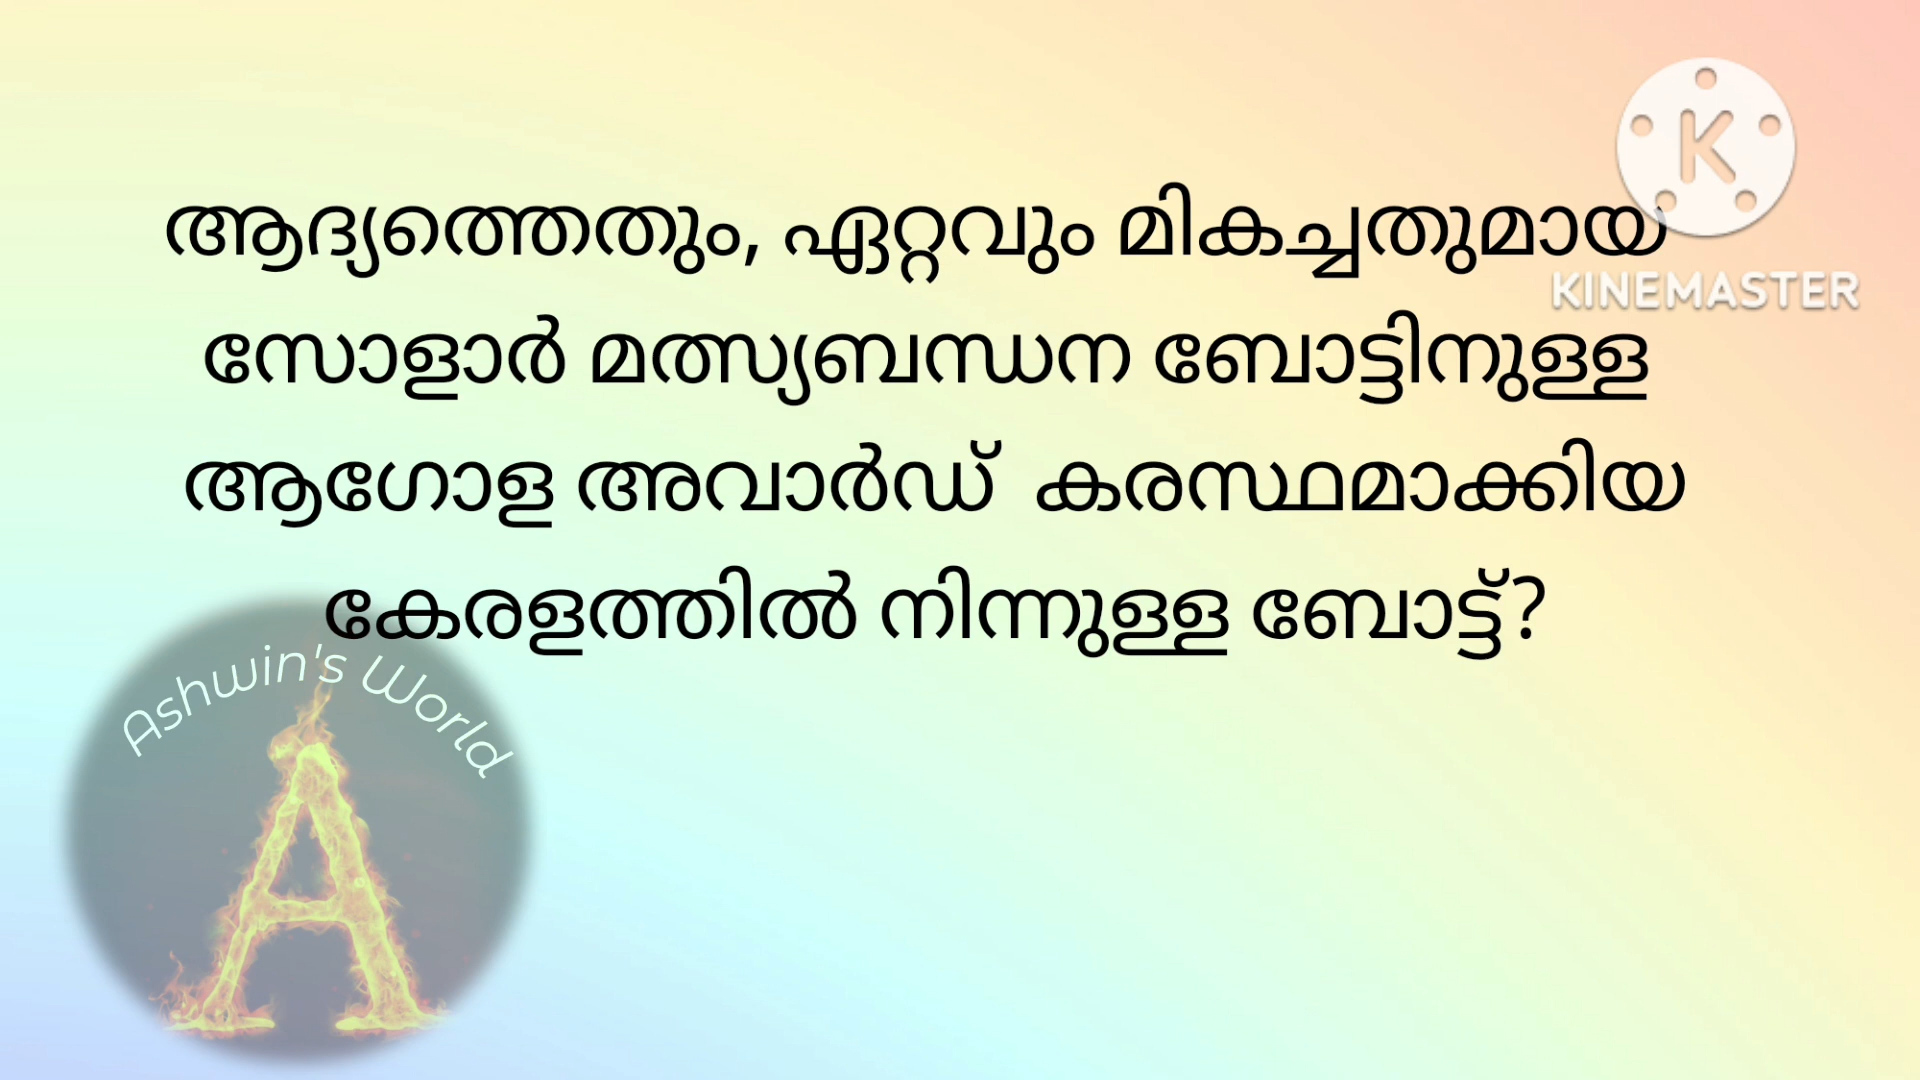 ആദ്യത്തെതും, ഏറ്റവും മികച്ചതുമായ
സോളാർ മത്സ്യബന്ധന ബോട്ടിനുള്ള
ആഗോള അവാർഡ് കരസ്ഥമാക്കിയ
കേരളത്തിൽ നിന്നുള്ള ബോട്ട്?
K
KINEMASTER
Ashwin's World
A